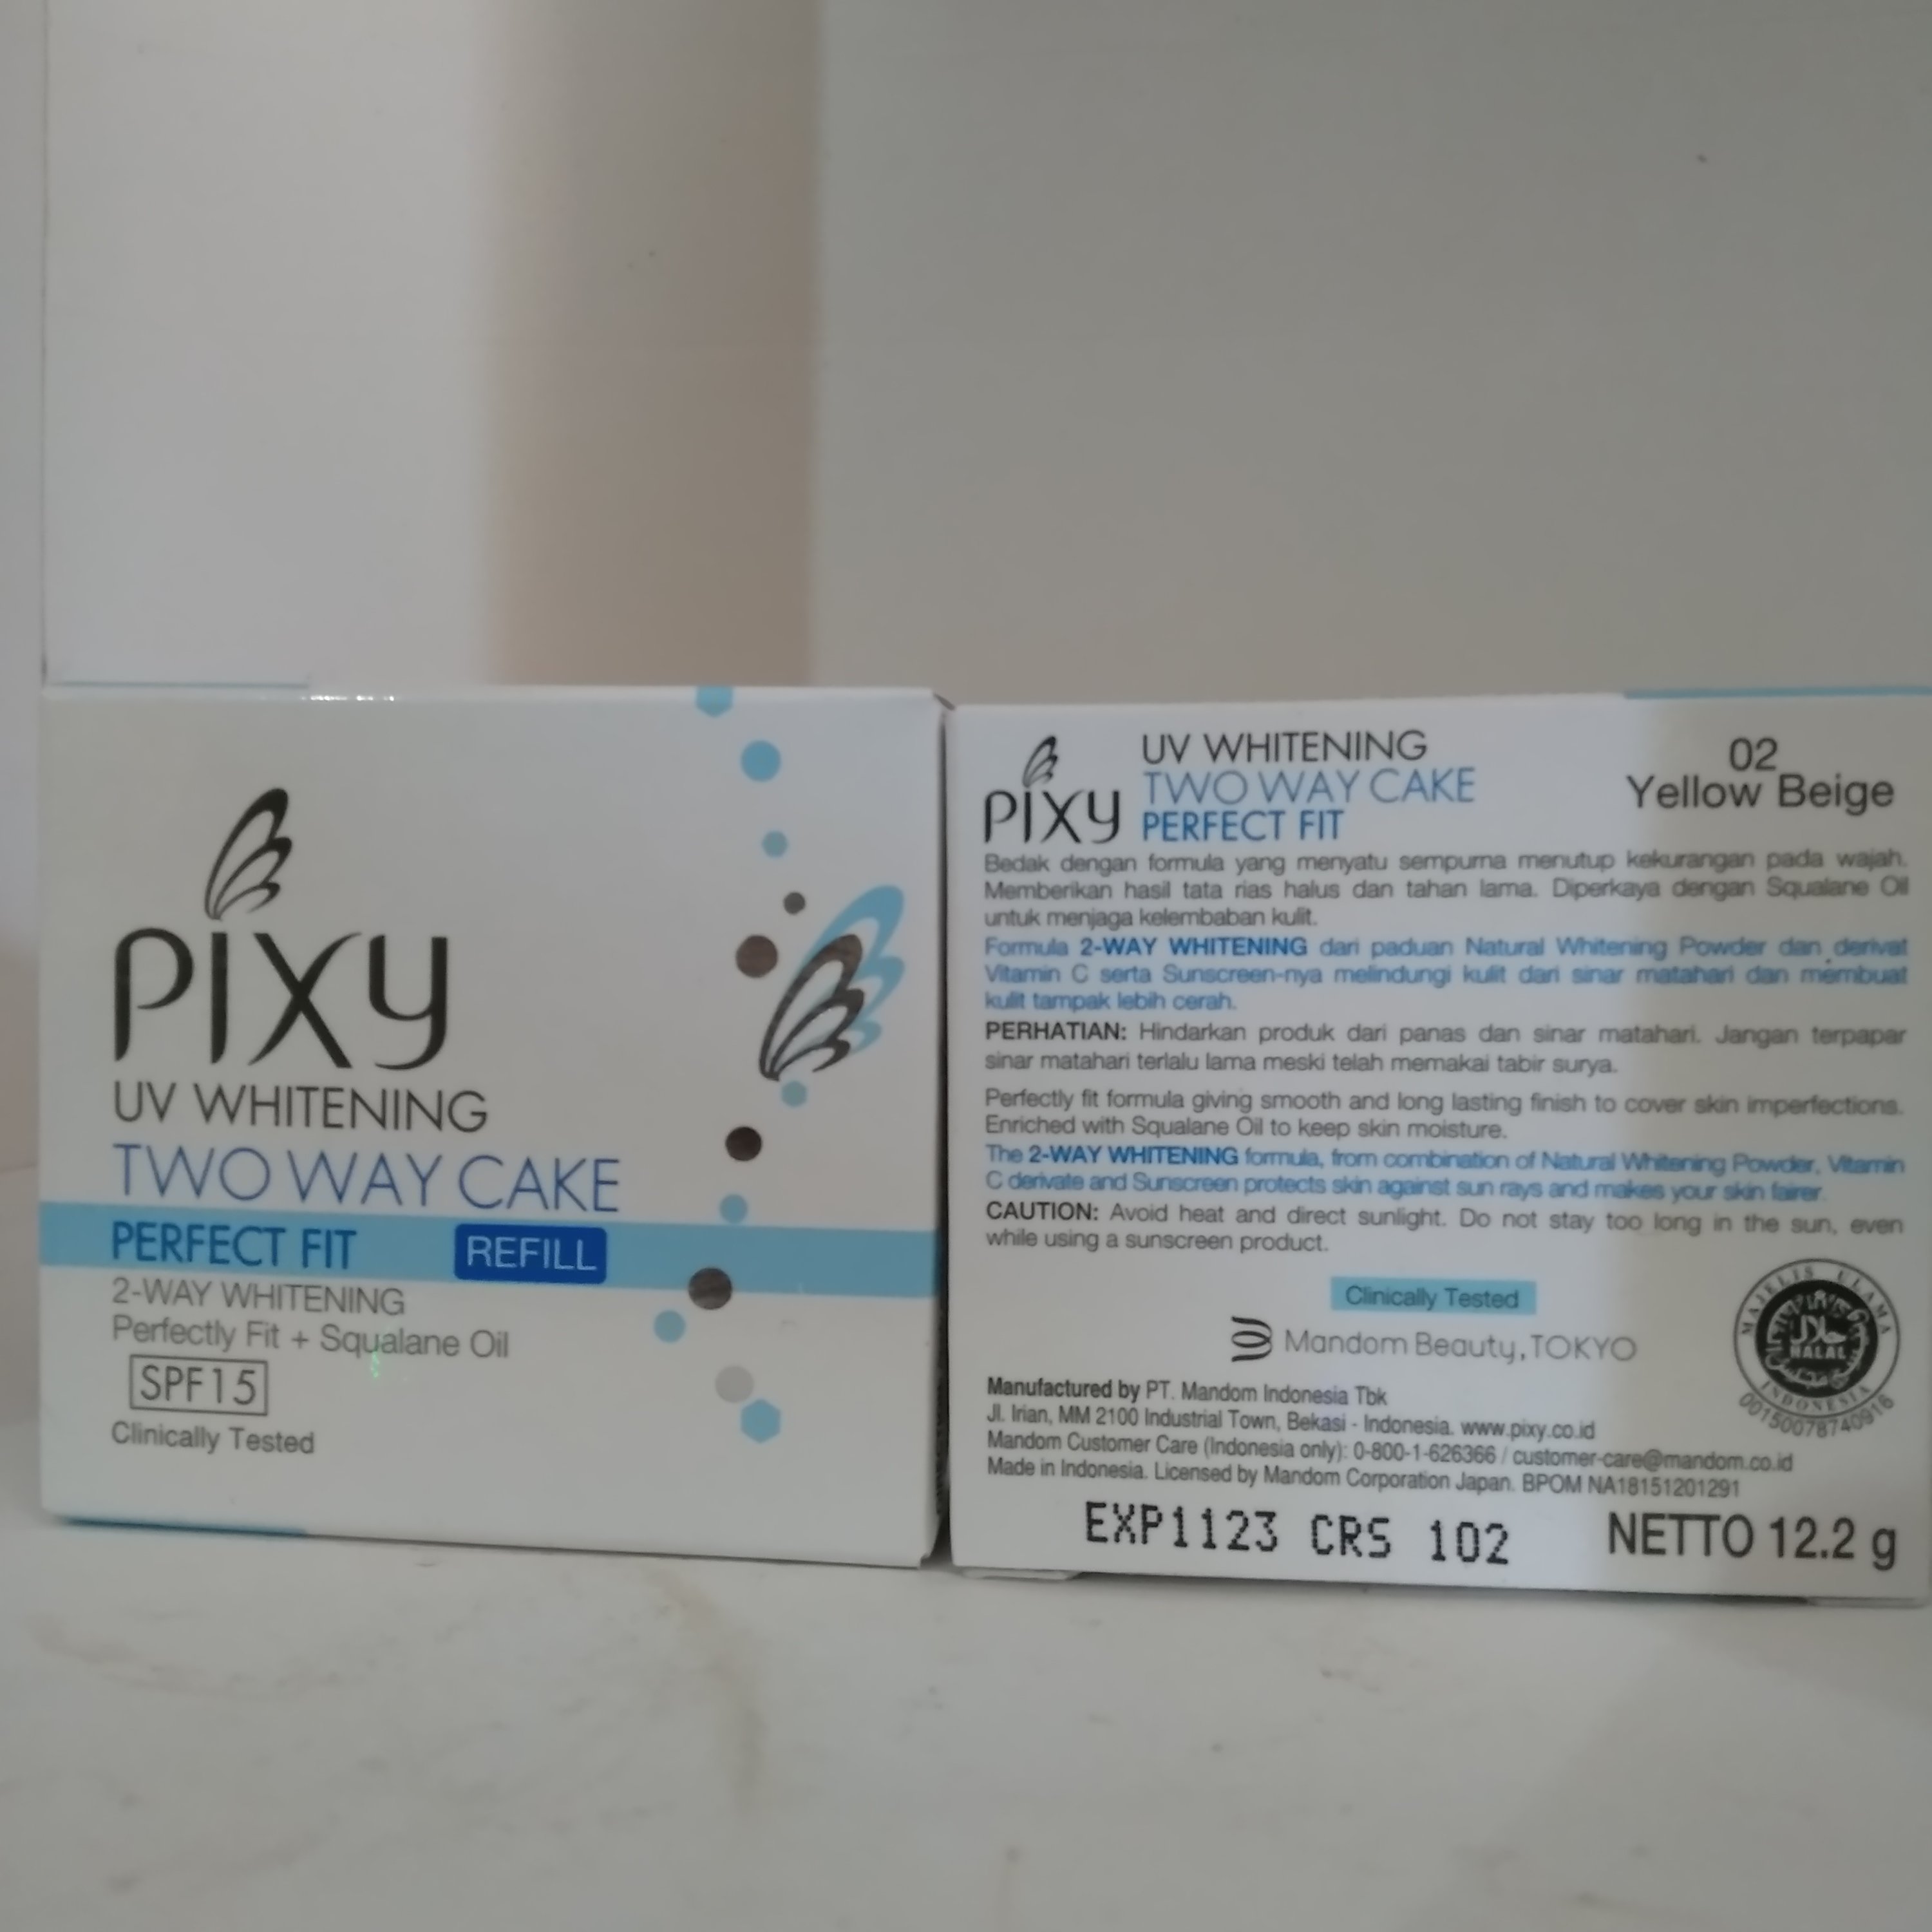 PIXY
UV WHITENING
TWO WAY CAKE
PERFECT FIT REFILL
2-WAY WHITENING
Perfectly Fit + Squalane Oil
SPF15
Clinically Tested
PIXY
UV WHITENING
TWO WAY CAKE
PERFECT FIT
02
Yellow Beige
Bedak dengan formula yang menyatu sempurna menutup kekurangan pada wajah.
Memberikan hasil tata rias halus dan tahan lama. Diperkaya dengan Squalane Oil
untuk menjaga kelembaban kulit.
Formula 2-WAY WHITENING dari paduan Natural Whitening Powder dan derivat
Vitamin C serta Sunscreen-nya melindungi kulit dari sinar matahari dan membuat
kulit tampak lebih cerah.
PERHATIAN: Hindarkan produk dari panas dan sinar matahari. Jangan terpapar
sinar matahari terlalu lama meski telah memakai tabir surya.
Perfectly fit formula giving smooth and long lasting finish to cover skin imperfections.
Enriched with Squalane Oil to keep skin moisture.
The 2-WAY WHITENING formula, from combination of Natural Whitening Powder, Vitamin
C derivate and Sunscreen protects skin against sun rays and makes your skin fairer.
CAUTION: Avoid heat and direct sunlight. Do not stay too long in the sun, even
while using a sunscreen product.
Clinically Tested
Mandom Beauty, TOKYO
MAJELIS ULAMA
حلال
HALAL
INDONESIA
00150078740916
Manufactured by PT. Mandom Indonesia Tbk
Jl. Irian, MM 2100 Industrial Town, Bekasi - Indonesia. www.pixy.co.id
Mandom Customer Care (Indonesia only): 0-800-1-626366 / customer-care@mandom.co.id
Made in Indonesia. Licensed by Mandom Corporation Japan. BPOM NA18151201291
EXP1123 CRS 102
NETTO 12.2 g